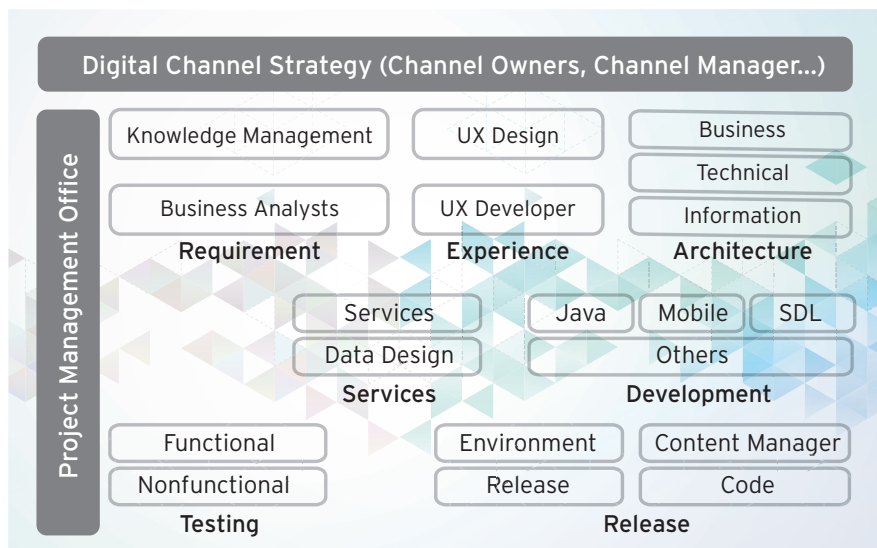 Digital Channel Strategy (Channel Owners, Channel Manager...)
Project Management Office
Knowledge Management
Business Analysts
Requirement
UX Design
UX Developer
Experience
Business
Technical
Information
Architecture
Services
Data Design
Services
Java
Mobile
SDL
Others
Development
Functional
Nonfunctional
Testing
Environment
Content Manager
Release
Code
Release